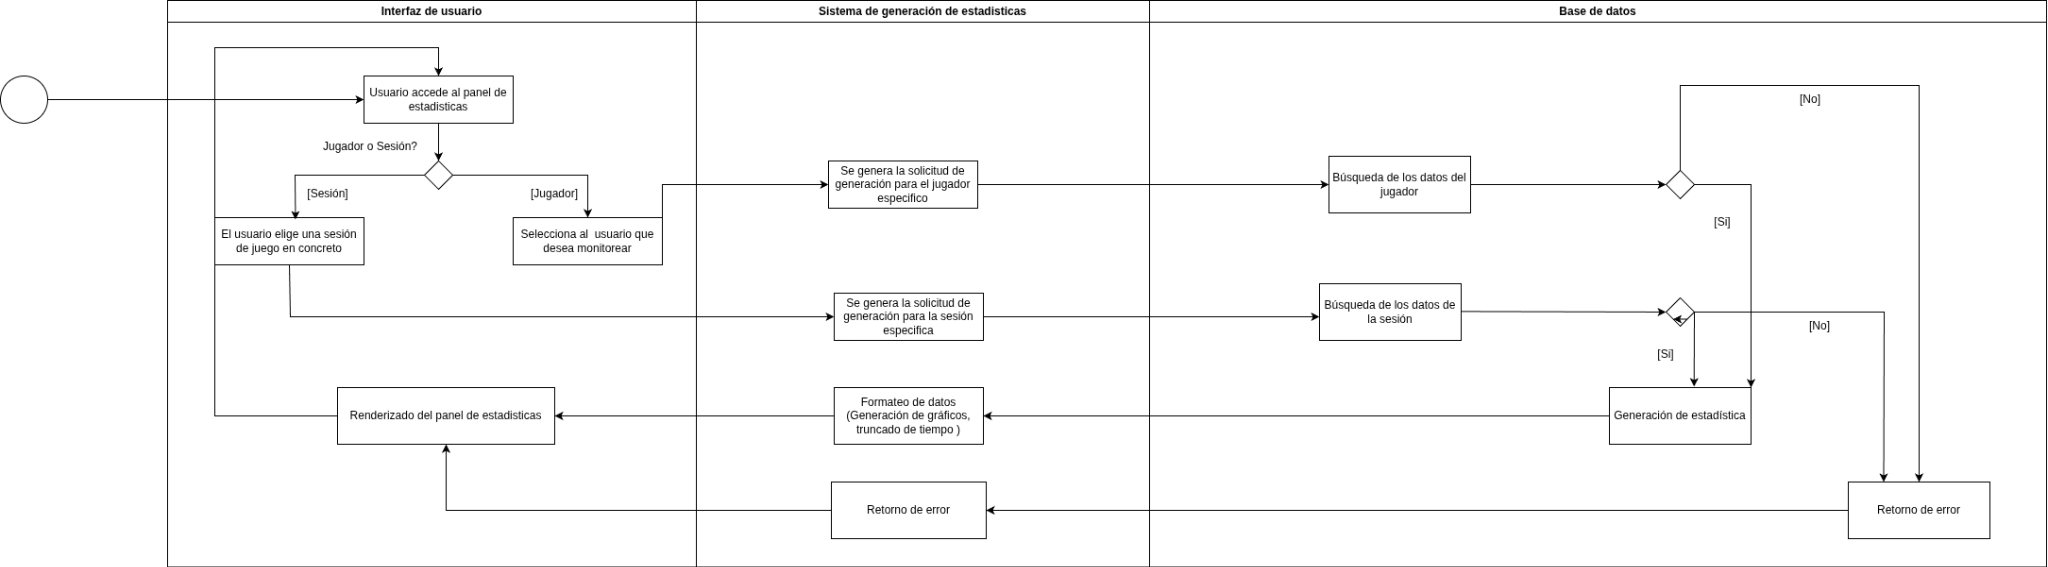 Interfaz de usuario
Sistema de generación de estadisticas
Base de datos
Usuario accede al panel de
estadisticas
Jugador o Sesión?
[Sesión]
[Jugador]
El usuario elige una sesión
de juego en concreto
Selecciona al usuario que
desea monitorear
Se genera la solicitud de
generación para el jugador
especifico
Búsqueda de los datos del
jugador
[No]
[Si]
Se genera la solicitud de
generación para la sesión
especifica
Búsqueda de los datos de
la sesión
[No]
[Si]
Renderizado del panel de estadisticas
Formateo de datos
(Generación de gráficos,
truncado de tiempo )
Generación de estadística
Retorno de error
Retorno de error